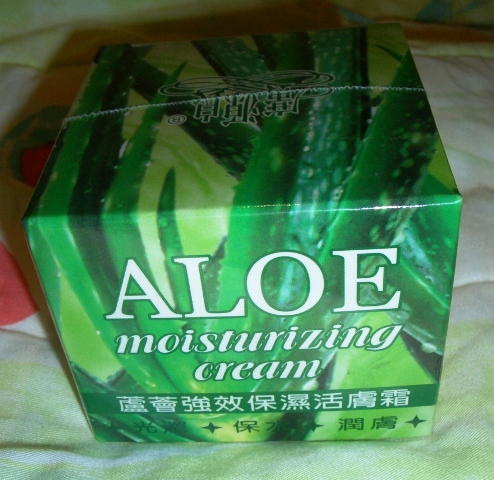 ALOE
moisturizing
cream
蘆薈強效保濕活膚霜
✦ 保水 ✦ 潤膚 ✦